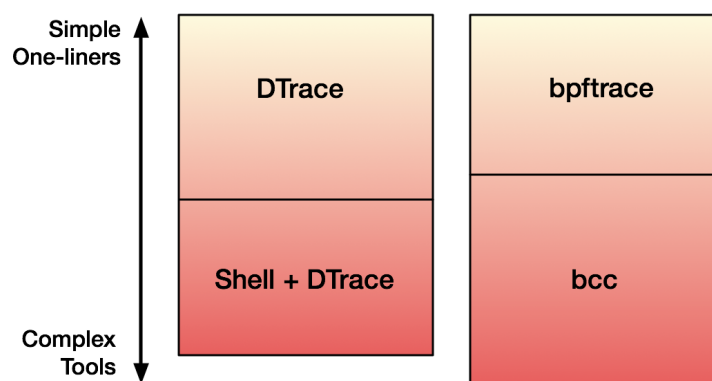 Simple
One-liners
DTrace
bpftrace
Shell + DTrace
bcc
Complex
Tools